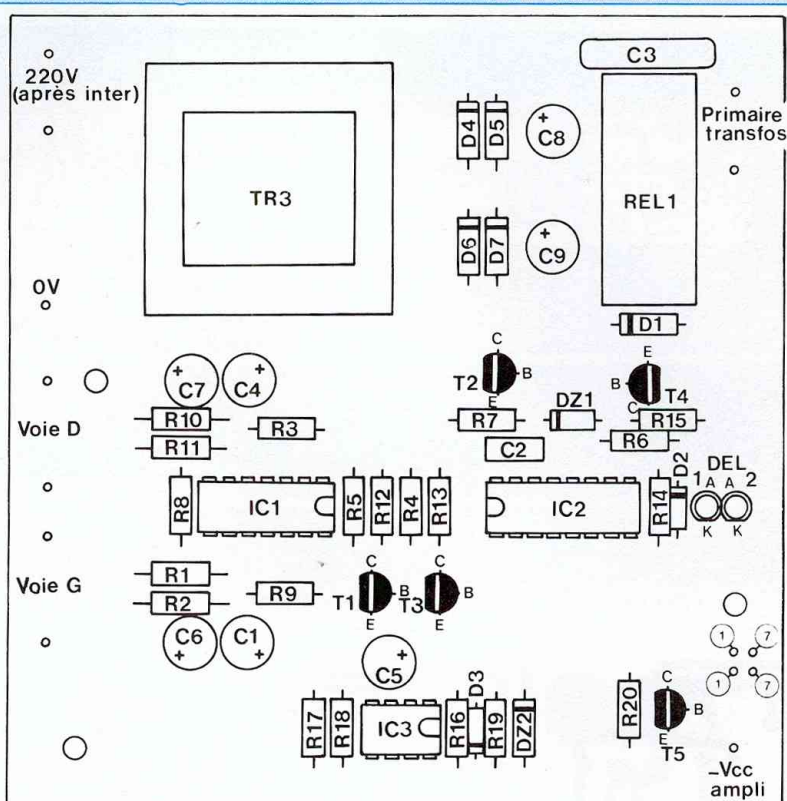 C3
220V
(après inter)
Primaire
transfos
D4 D5
+
C8
TR3
REL1
D6 D7
+
C9
0V
D1
C
B
E
T2
E
B
C
T4
+
C7
+
C4
R10
R11
R3
R7
DZ1
R15
R6
C2
Voie D
D2
DEL
1 A A 2
K K
R8
IC1
R5 R12 R4 R13
IC2
R14
R1
R2
R9
Voie G
C
B
E
T1
C
B
E
T3
C6
+
C1
+
C5
+
1 7
1 7
R17 R18
IC3
R16
D3
R19
DZ2
R20
C
B
E
T5
–Vcc
ampli